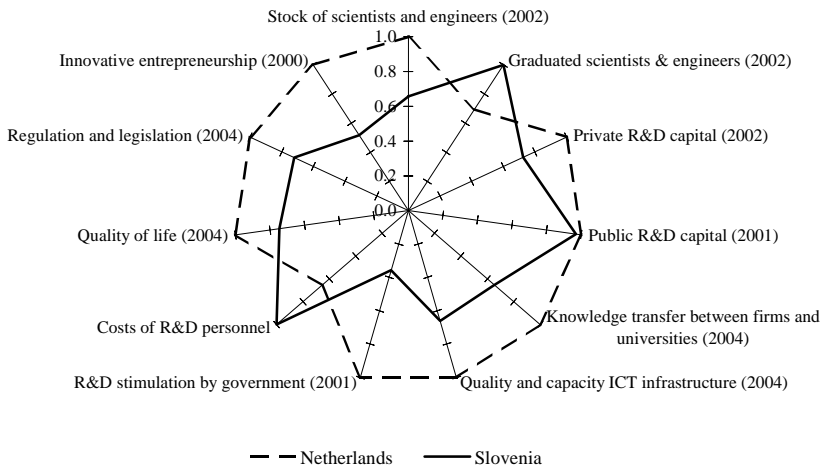 Stock of scientists and engineers (2002)
1.0
Innovative entrepreneurship (2000)
Graduated scientists & engineers (2002)
0.8
0.6
Regulation and legislation (2004)
Private R&D capital (2002)
0.4
0.2
0.0
Quality of life (2004)
Public R&D capital (2001)
Costs of R&D personnel
Knowledge transfer between firms and
universities (2004)
R&D stimulation by government (2001)
Quality and capacity ICT infrastructure (2004)
Netherlands
Slovenia